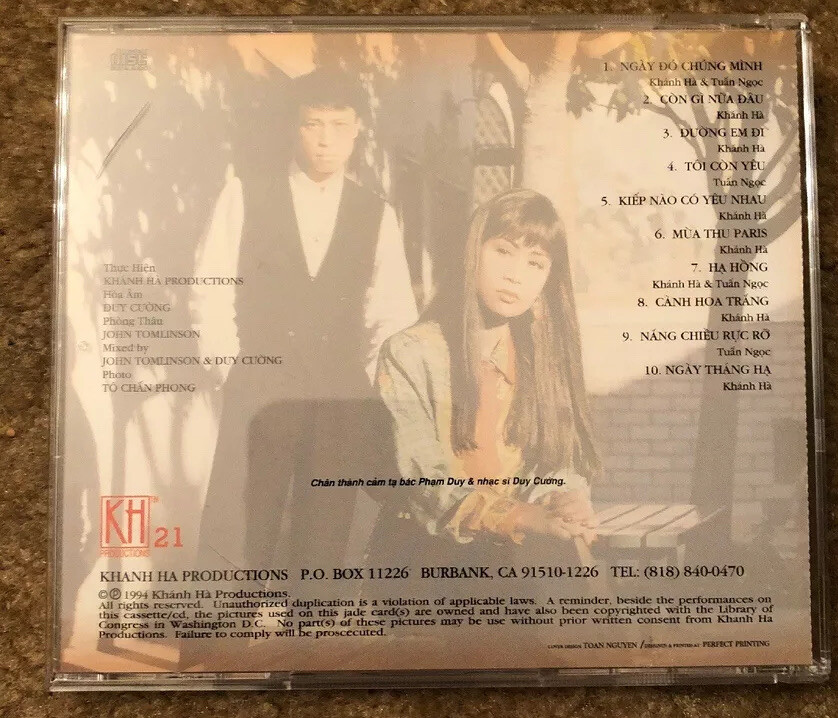 DISC
1. NGÀY ĐÓ CHÚNG MÌNH
Khánh Hà & Tuấn Ngọc
2. CÒN GÌ NỮA ĐÂU
Khánh Hà
3. ĐƯỜNG EM ĐI
Khánh Hà
4. TÔI CÒN YÊU
Tuấn Ngọc
5. KIẾP NÀO CÓ YÊU NHAU
Khánh Hà
6. MÙA THU PARIS
Khánh Hà
7. HẠ HỒNG
Khánh Hà & Tuấn Ngọc
8. CÀNH HOA TRẮNG
Khánh Hà
9. NẮNG CHIỀU RỰC RỠ
Tuấn Ngọc
10. NGÀY THÁNG HẠ
Khánh Hà
Thực Hiện
KHÁNH HÀ PRODUCTIONS
Hòa Âm
DUY CƯỜNG
Phòng Thâu
JOHN TOMLINSON
Mixed by
JOHN TOMLINSON & DUY CƯỜNG
Photo
TÔ CHẤN PHONG
Chân thành cảm tạ bác Phạm Duy & nhạc sĩ Duy Cường.
KH
PRODUCTIONS 21
KHANH HA PRODUCTIONS P.O. BOX 11226 BURBANK, CA 91510-1226 TEL: (818) 840-0470
©℗ 1994 Khánh Hà Productions.
All rights reserved. Unauthorized duplication is a violation of applicable laws. A reminder, beside the performances on
this cassette/cd, the pictures used on this jade card(s) are owned and have also been copyrighted with the Library of
Congress in Washington D.C. No part(s) of these pictures may be use without prior written consent from Khanh Ha
Productions. Failure to comply will be proscecuted.
COVER DESIGN TOAN NGUYEN / DESIGNED & PRINTED AT PERFECT PRINTING